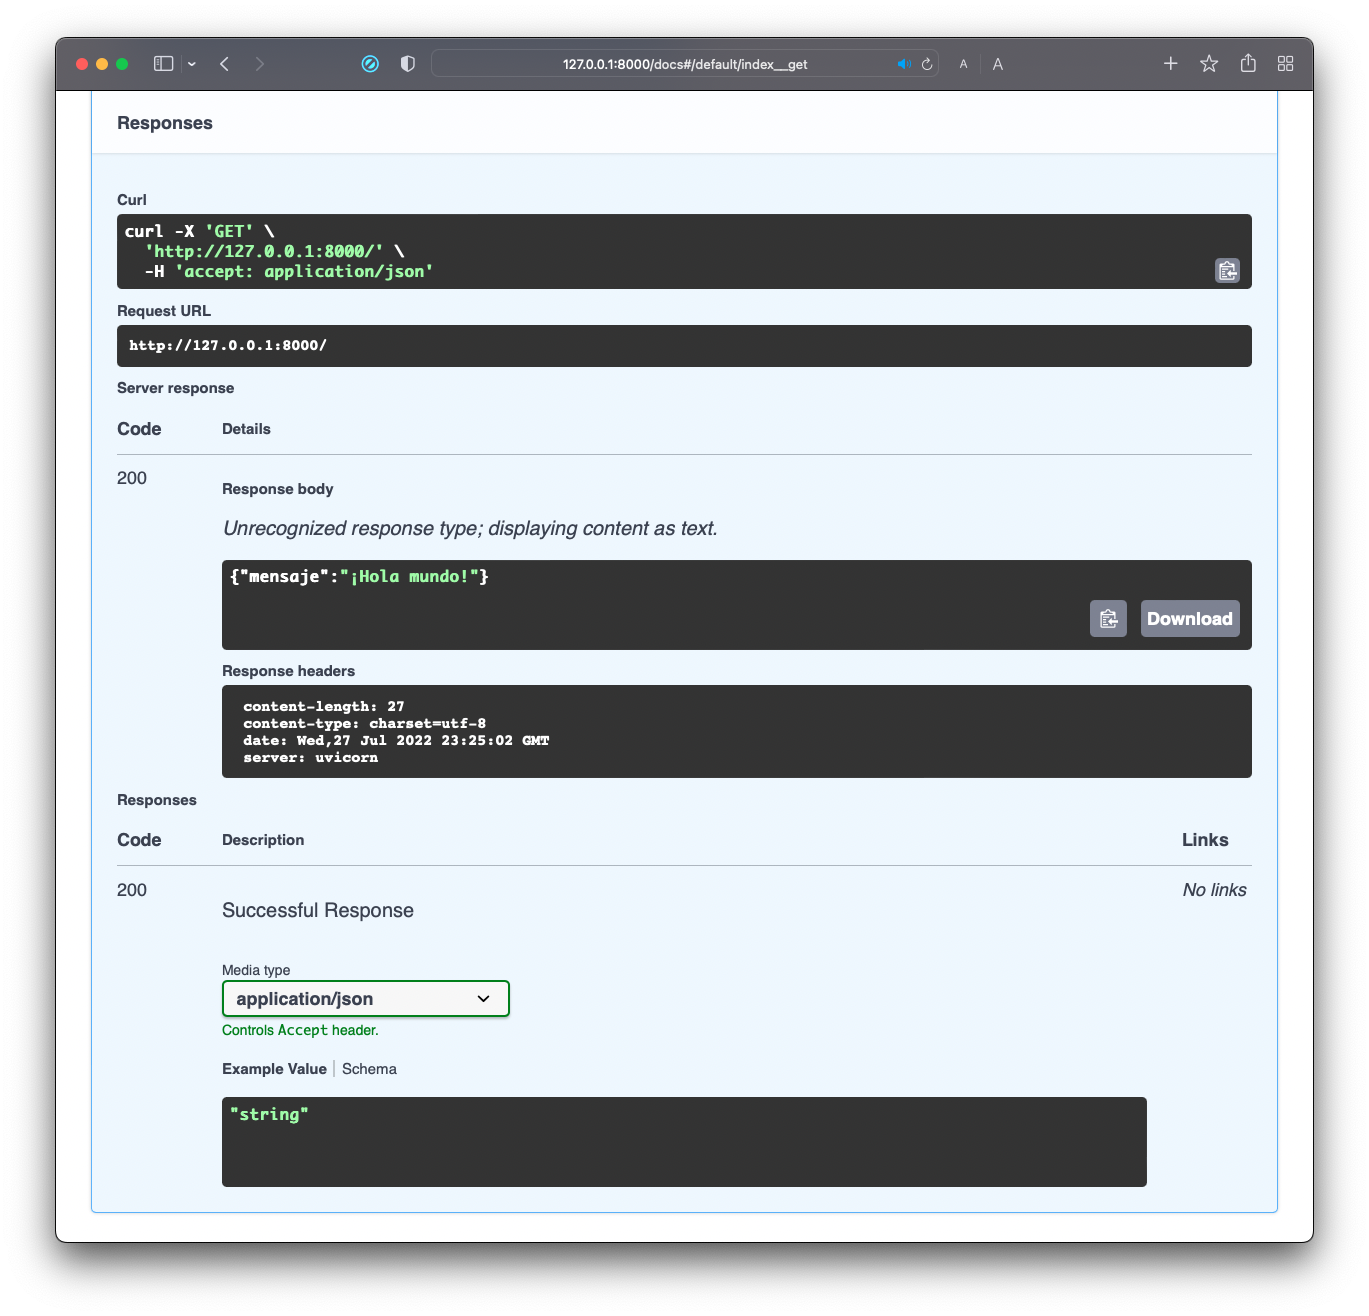 127.0.0.1:8000/docs#/default/index__get
A
A
Responses
Curl
curl -X 'GET' \
'http://127.0.0.1:8000/' \
-H 'accept: application/json'
Request URL
http://127.0.0.1:8000/
Server response
Code Details
200
Response body
Unrecognized response type; displaying content as text.
{"mensaje":"¡Hola mundo!"}
Download
Response headers
content-length: 27
content-type: charset=utf-8
date: Wed,27 Jul 2022 23:25:02 GMT
server: uvicorn
Responses
Code Description Links
200 No links
Successful Response
Media type
application/json
Controls Accept header.
Example Value Schema
"string"